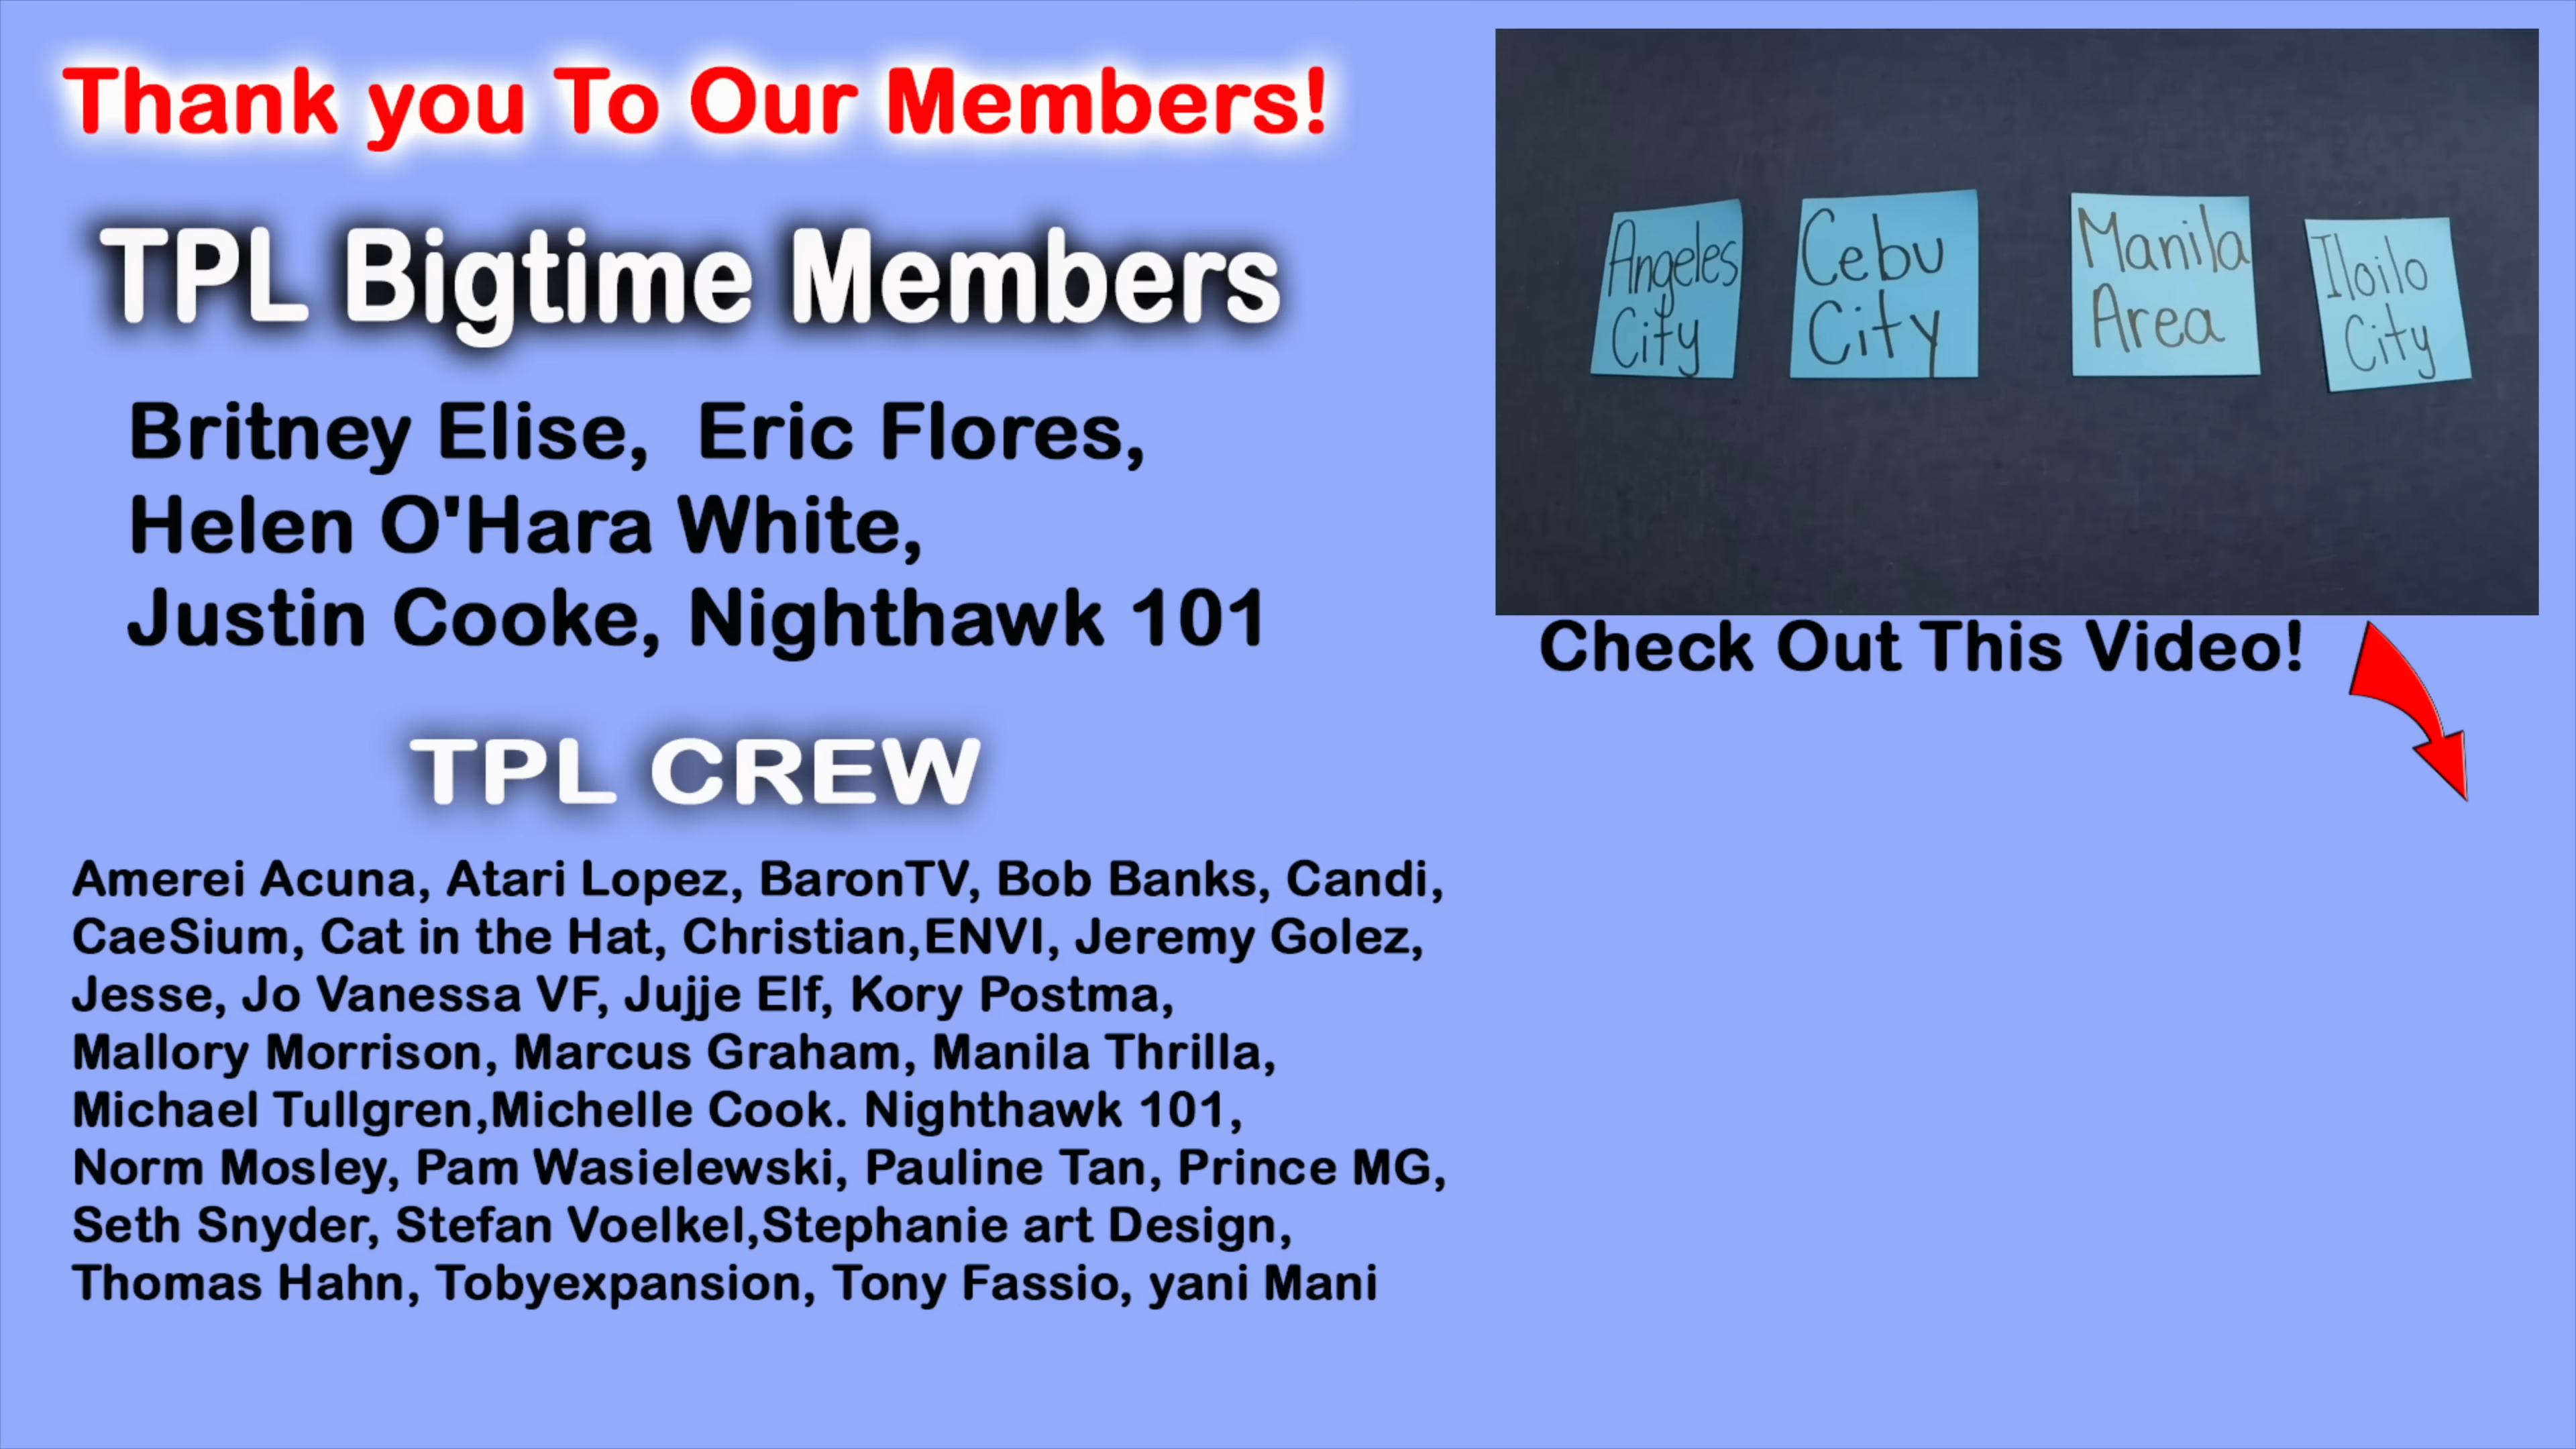 Thank you To Our Members!
TPL Bigtime Members
Britney Elise,  Eric Flores,
Helen O'Hara White,
Justin Cooke, Nighthawk 101
TPL CREW
Amerei Acuna, Atari Lopez, BaronTV, Bob Banks, Candi,
CaeSium, Cat in the Hat, Christian,ENVI, Jeremy Golez,
Jesse, Jo Vanessa VF, Jujje Elf, Kory Postma,
Mallory Morrison, Marcus Graham, Manila Thrilla,
Michael Tullgren,Michelle Cook. Nighthawk 101,
Norm Mosley, Pam Wasielewski, Pauline Tan, Prince MG,
Seth Snyder, Stefan Voelkel,Stephanie art Design,
Thomas Hahn, Tobyexpansion, Tony Fassio, yani Mani
Angeles
City
Cebu
City
Manila
Area
Iloilo
City
Check Out This Video!